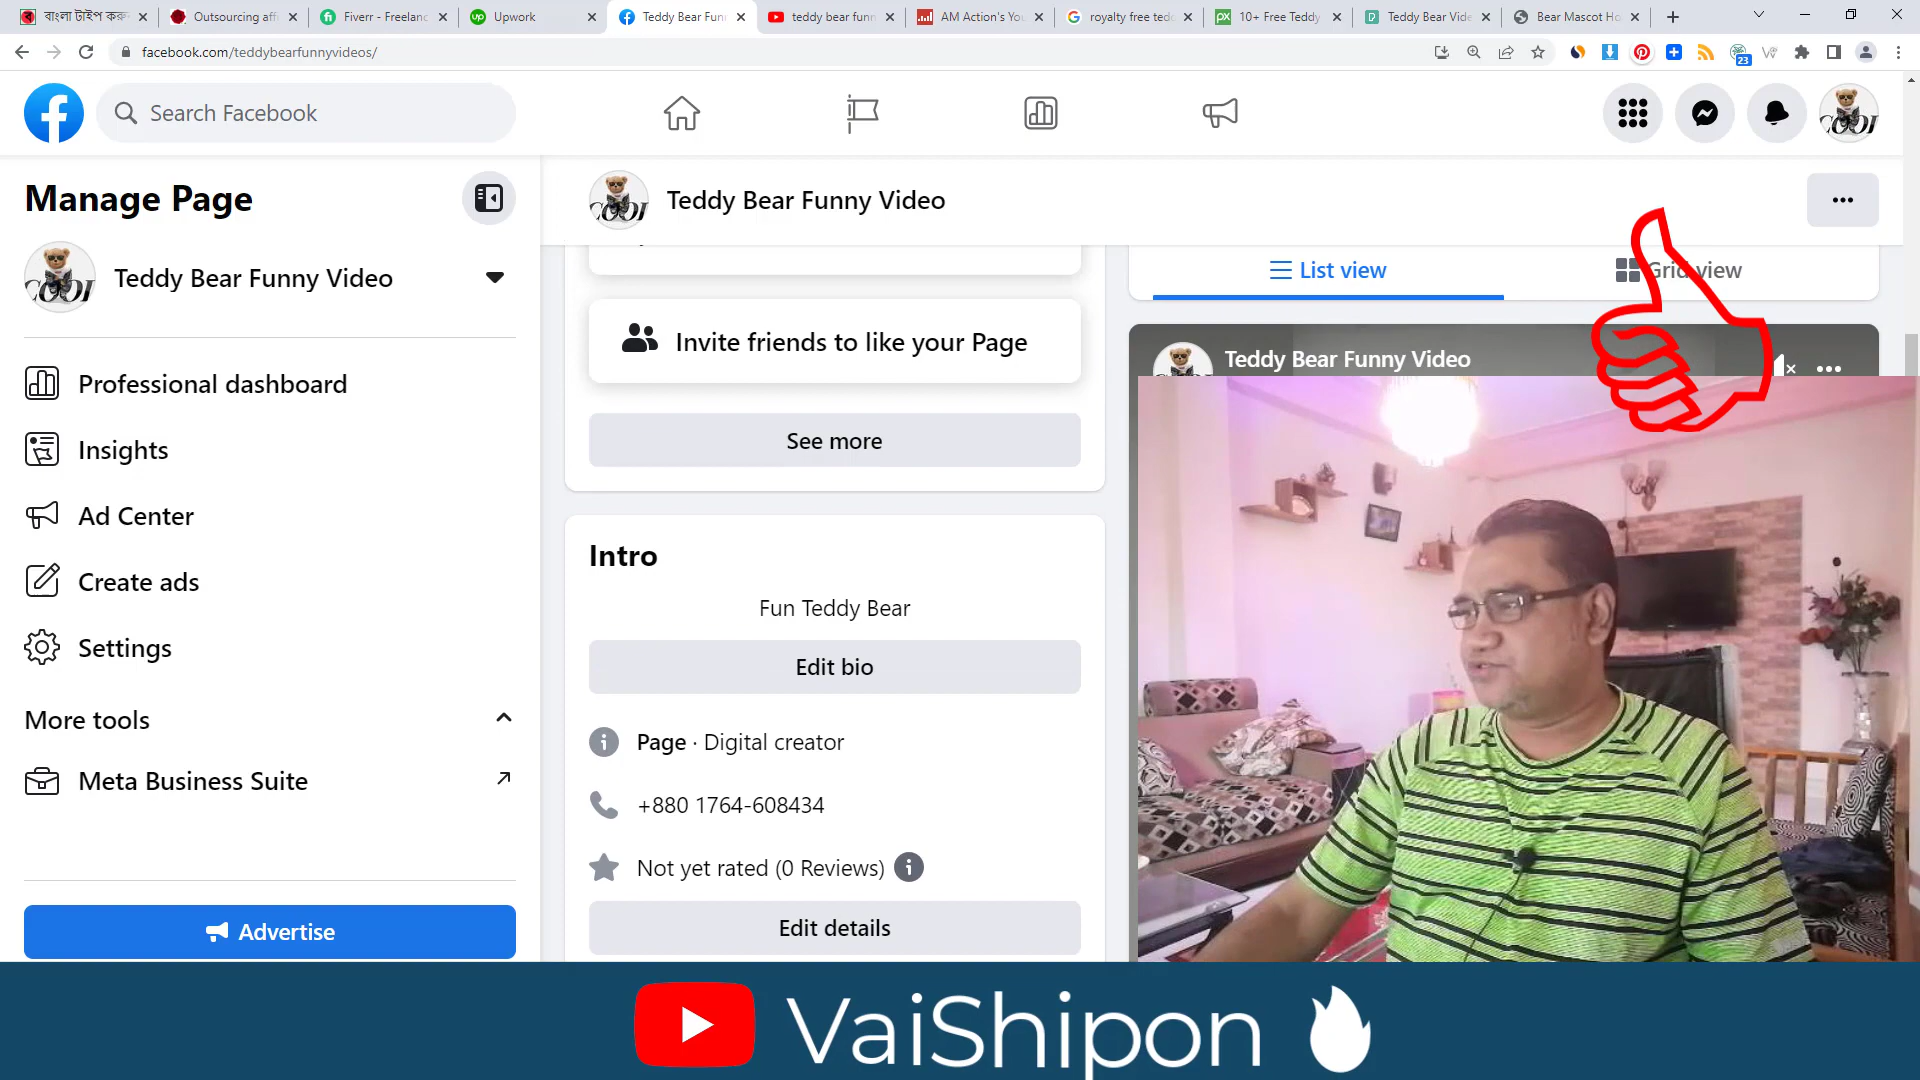 বাংলা টাইপ করু
Outsourcing aff
Fiverr - Freelanc
Upwork
Teddy Bear Fun
teddy bear funn
AM Action's You
royalty free tedd
10+ Free Teddy
Teddy Bear Vide
Bear Mascot Ho
facebook.com/teddybearfunnyvideos/
23
Search Facebook
Manage Page
Teddy Bear Funny Video
Teddy Bear Funny Video
Professional dashboard
Insights
Ad Center
Create ads
Settings
More tools
Meta Business Suite
Advertise
Invite friends to like your Page
See more
Intro
Fun Teddy Bear
Edit bio
Page · Digital creator
+880 1764-608434
Not yet rated (0 Reviews)
Edit details
List view
Grid view
Teddy Bear Funny Video
VaiShipon